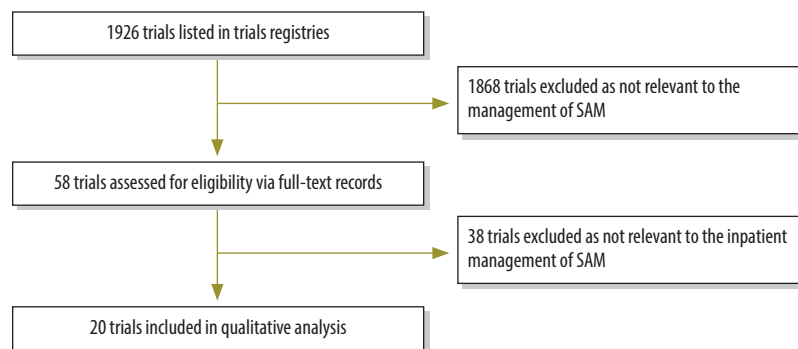 1926 trials listed in trials registries
1868 trials excluded as not relevant to the
management of SAM
58 trials assessed for eligibility via full-text records
38 trials excluded as not relevant to the inpatient
management of SAM
20 trials included in qualitative analysis